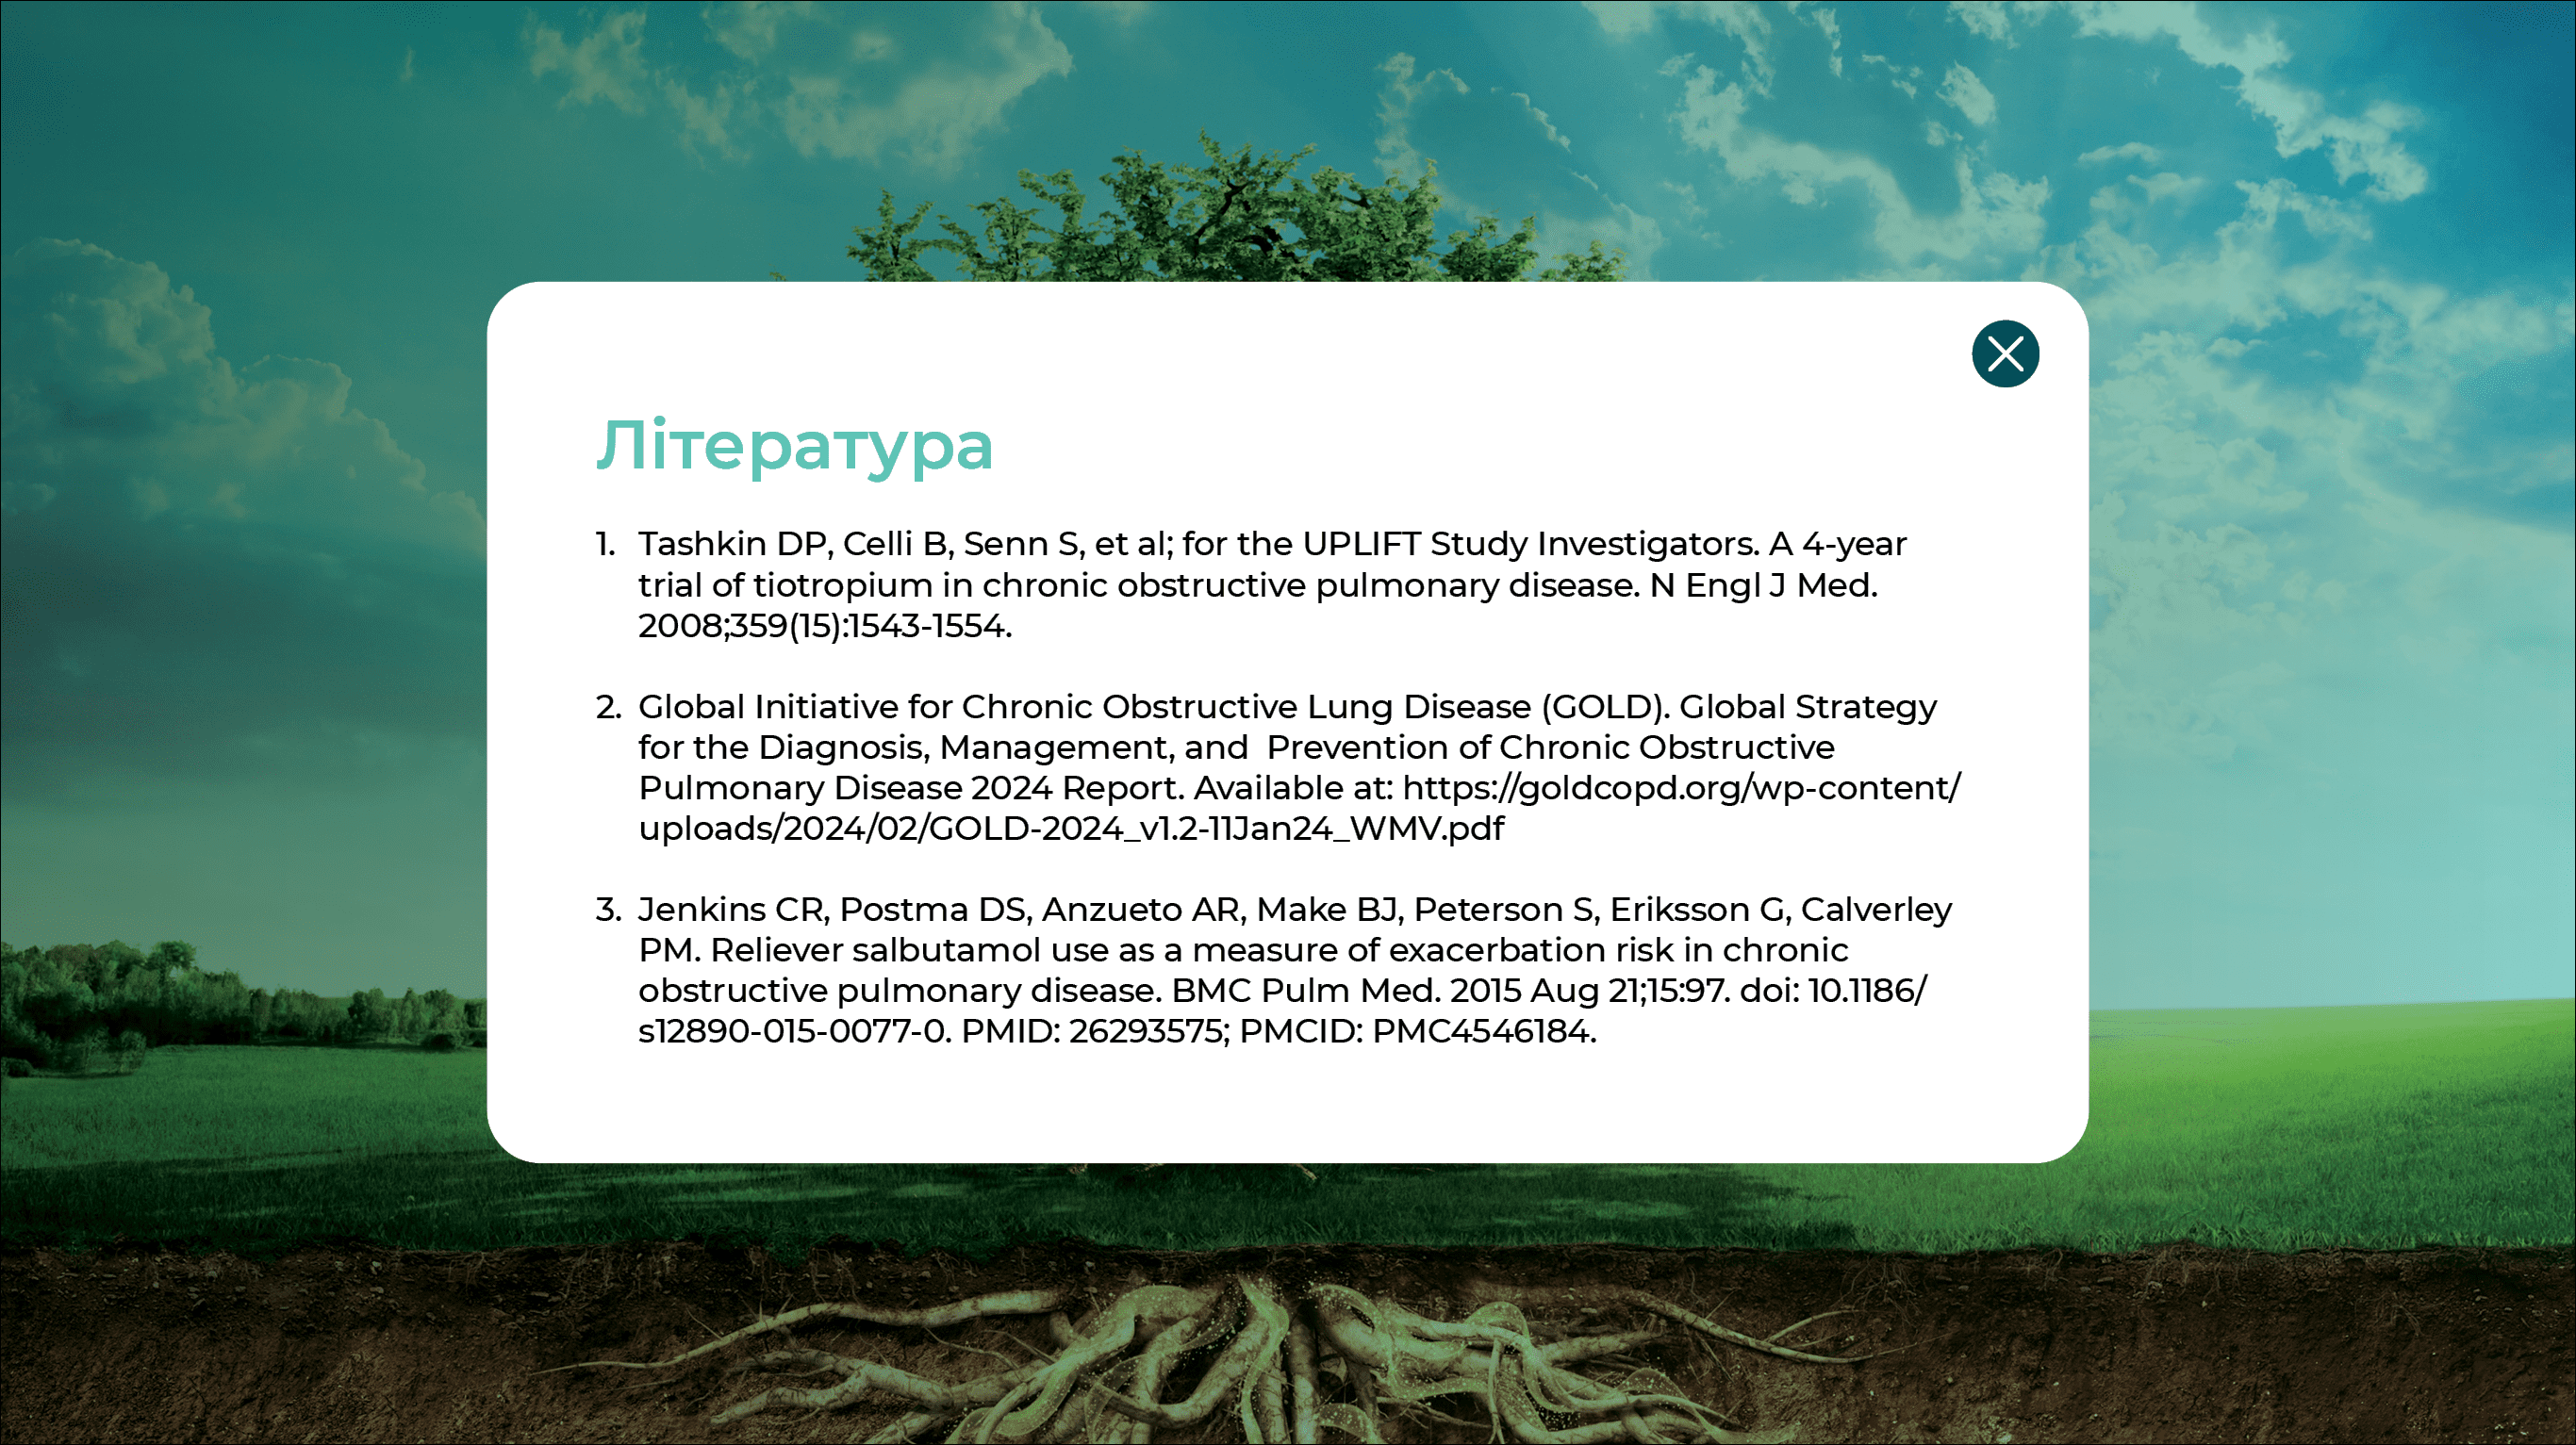 Література
1. Tashkin DP, Celli B, Senn S, et al; for the UPLIFT Study Investigators. A 4-year
trial of tiotropium in chronic obstructive pulmonary disease. N Engl J Med.
2008;359(15):1543-1554.
2. Global Initiative for Chronic Obstructive Lung Disease (GOLD). Global Strategy
for the Diagnosis, Management, and  Prevention of Chronic Obstructive
Pulmonary Disease 2024 Report. Available at: https://goldcopd.org/wp-content/
uploads/2024/02/GOLD-2024_v1.2-11Jan24_WMV.pdf
3. Jenkins CR, Postma DS, Anzueto AR, Make BJ, Peterson S, Eriksson G, Calverley
PM. Reliever salbutamol use as a measure of exacerbation risk in chronic
obstructive pulmonary disease. BMC Pulm Med. 2015 Aug 21;15:97. doi: 10.1186/
s12890-015-0077-0. PMID: 26293575; PMCID: PMC4546184.